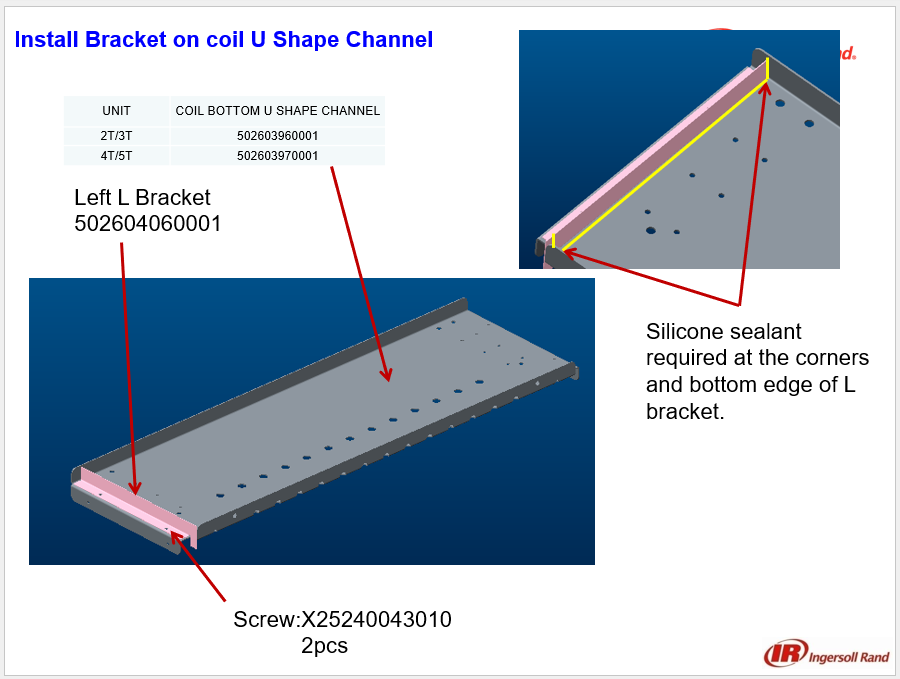 Install Bracket on coil U Shape Channel
d.
UNIT COIL BOTTOM U SHAPE CHANNEL
2T/3T 502603960001
4T/5T 502603970001
Left L Bracket
502604060001
Silicone sealant
required at the corners
and bottom edge of L
bracket.
Screw:X25240043010
2pcs
IR Ingersoll Rand